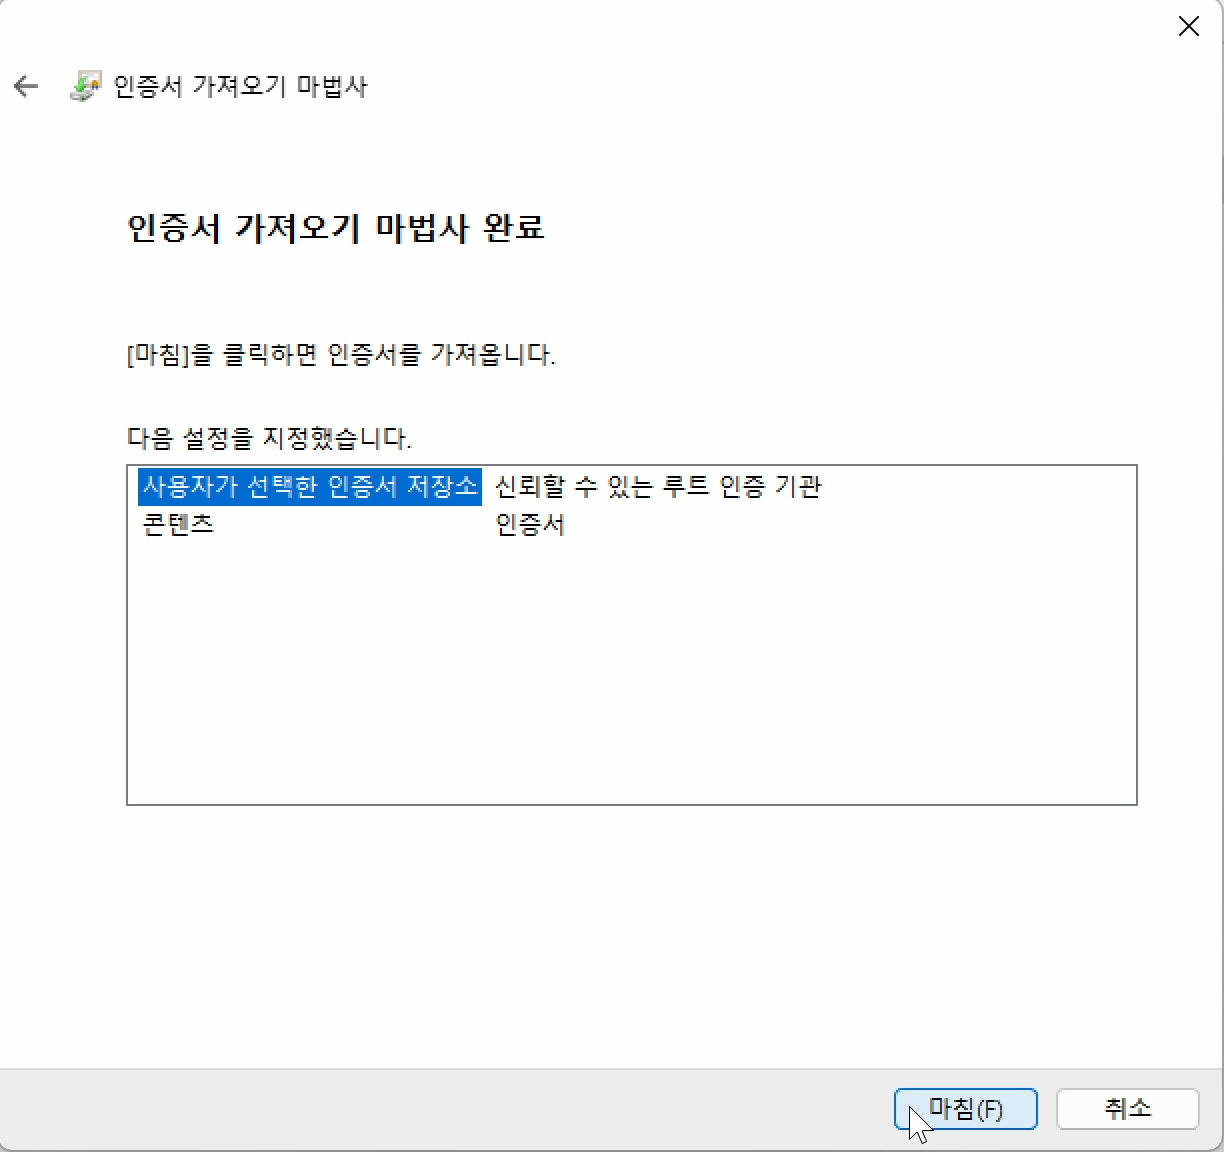 인증서 가져오기 마법사
인증서 가져오기 마법사 완료
[마침]을 클릭하면 인증서를 가져옵니다.
다음 설정을 지정했습니다.
사용자가 선택한 인증서 저장소 신뢰할 수 있는 루트 인증 기관
콘텐츠 인증서
마침(F) 취소